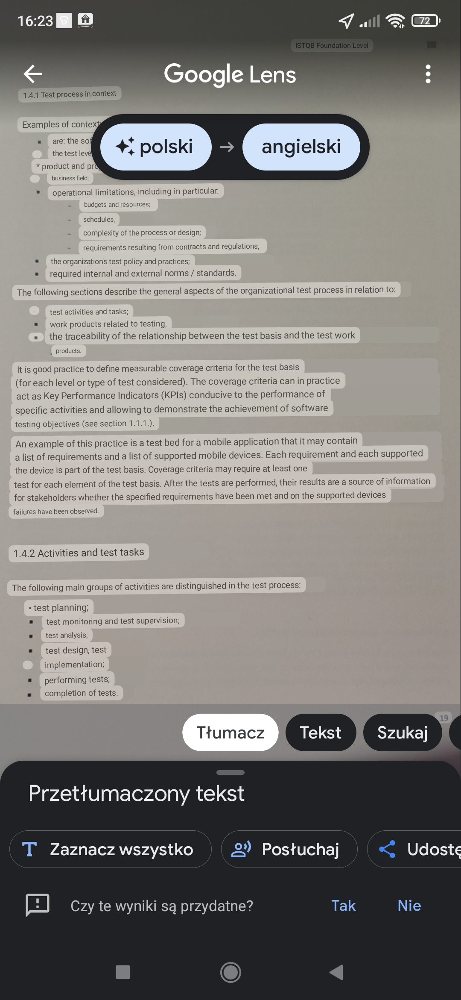 16:23
72
ISTQB Foundation Level
Google Lens
1.4.1 Test process in context
Examples of context
polski → angielski
are: the sof
the test leve
* product and pro
business field;
operational limitations, including in particular:
- budgets and resources;
- schedules,
- complexity of the process or design;
- requirements resulting from contracts and regulations,
the organization's test policy and practices;
required internal and external norms / standards.
The following sections describe the general aspects of the organizational test process in relation to:
test activities and tasks;
work products related to testing,
the traceability of the relationship between the test basis and the test work
products.
It is good practice to define measurable coverage criteria for the test basis
(for each level or type of test considered). The coverage criteria can in practice
act as Key Performance Indicators (KPIs) conducive to the performance of
specific activities and allowing to demonstrate the achievement of software
testing objectives (see section 1.1.1.).
An example of this practice is a test bed for a mobile application that it may contain
a list of requirements and a list of supported mobile devices. Each requirement and each supported
the device is part of the test basis. Coverage criteria may require at least one
test for each element of the test basis. After the tests are performed, their results are a source of information
for stakeholders whether the specified requirements have been met and on the supported devices
failures have been observed.
1.4.2 Activities and test tasks
The following main groups of activities are distinguished in the test process:
• test planning;
test monitoring and test supervision;
test analysis;
test design, test
implementation;
performing tests;
completion of tests.
19
Tłumacz
Tekst
Szukaj
Przetłumaczony tekst
Zaznacz wszystko
Posłuchaj
Udostę
Czy te wyniki są przydatne?
Tak
Nie